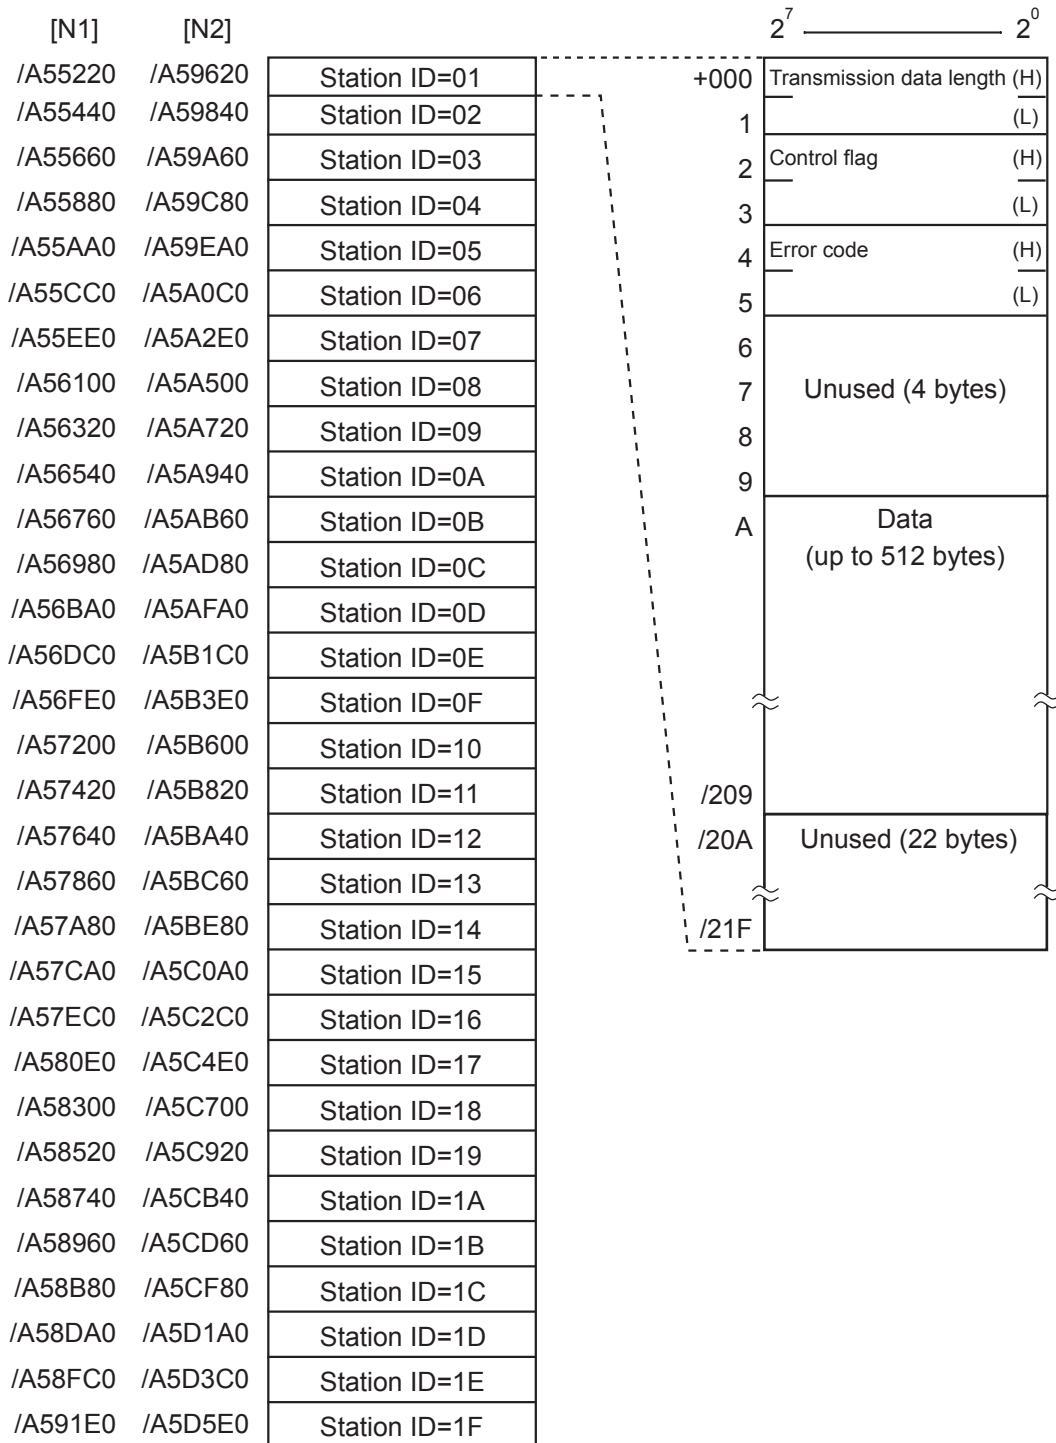 [N1] [N2]
/A55220 /A59620 Station ID=01
/A55440 /A59840 Station ID=02
/A55660 /A59A60 Station ID=03
/A55880 /A59C80 Station ID=04
/A55AA0 /A59EA0 Station ID=05
/A55CC0 /A5A0C0 Station ID=06
/A55EE0 /A5A2E0 Station ID=07
/A56100 /A5A500 Station ID=08
/A56320 /A5A720 Station ID=09
/A56540 /A5A940 Station ID=0A
/A56760 /A5AB60 Station ID=0B
/A56980 /A5AD80 Station ID=0C
/A56BA0 /A5AFA0 Station ID=0D
/A56DC0 /A5B1C0 Station ID=0E
/A56FE0 /A5B3E0 Station ID=0F
/A57200 /A5B600 Station ID=10
/A57420 /A5B820 Station ID=11
/A57640 /A5BA40 Station ID=12
/A57860 /A5BC60 Station ID=13
/A57A80 /A5BE80 Station ID=14
/A57CA0 /A5C0A0 Station ID=15
/A57EC0 /A5C2C0 Station ID=16
/A580E0 /A5C4E0 Station ID=17
/A58300 /A5C700 Station ID=18
/A58520 /A5C920 Station ID=19
/A58740 /A5CB40 Station ID=1A
/A58960 /A5CD60 Station ID=1B
/A58B80 /A5CF80 Station ID=1C
/A58DA0 /A5D1A0 Station ID=1D
/A58FC0 /A5D3C0 Station ID=1E
/A591E0 /A5D5E0 Station ID=1F
2⁷ 2⁰
+000 Transmission data length (H)
1 (L)
2 Control flag (H)
3 (L)
4 Error code (H)
5 (L)
6
7 Unused (4 bytes)
8
9
A Data
(up to 512 bytes)
/209
/20A Unused (22 bytes)
/21F